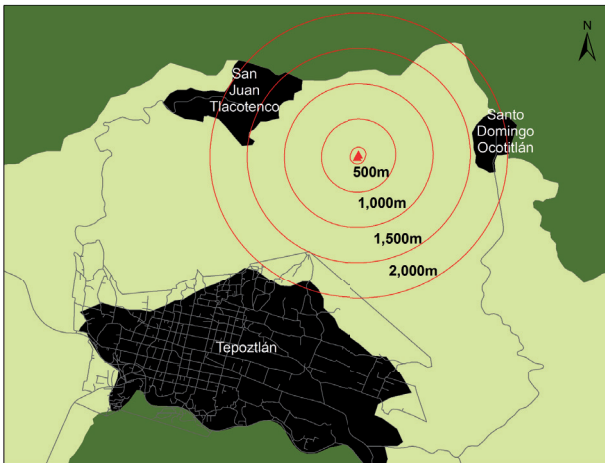 N
San
Juan
Tlacotenco
Santo
Domingo
Ocotitlán
500m
1,000m
1,500m
2,000m
Tepoztlán